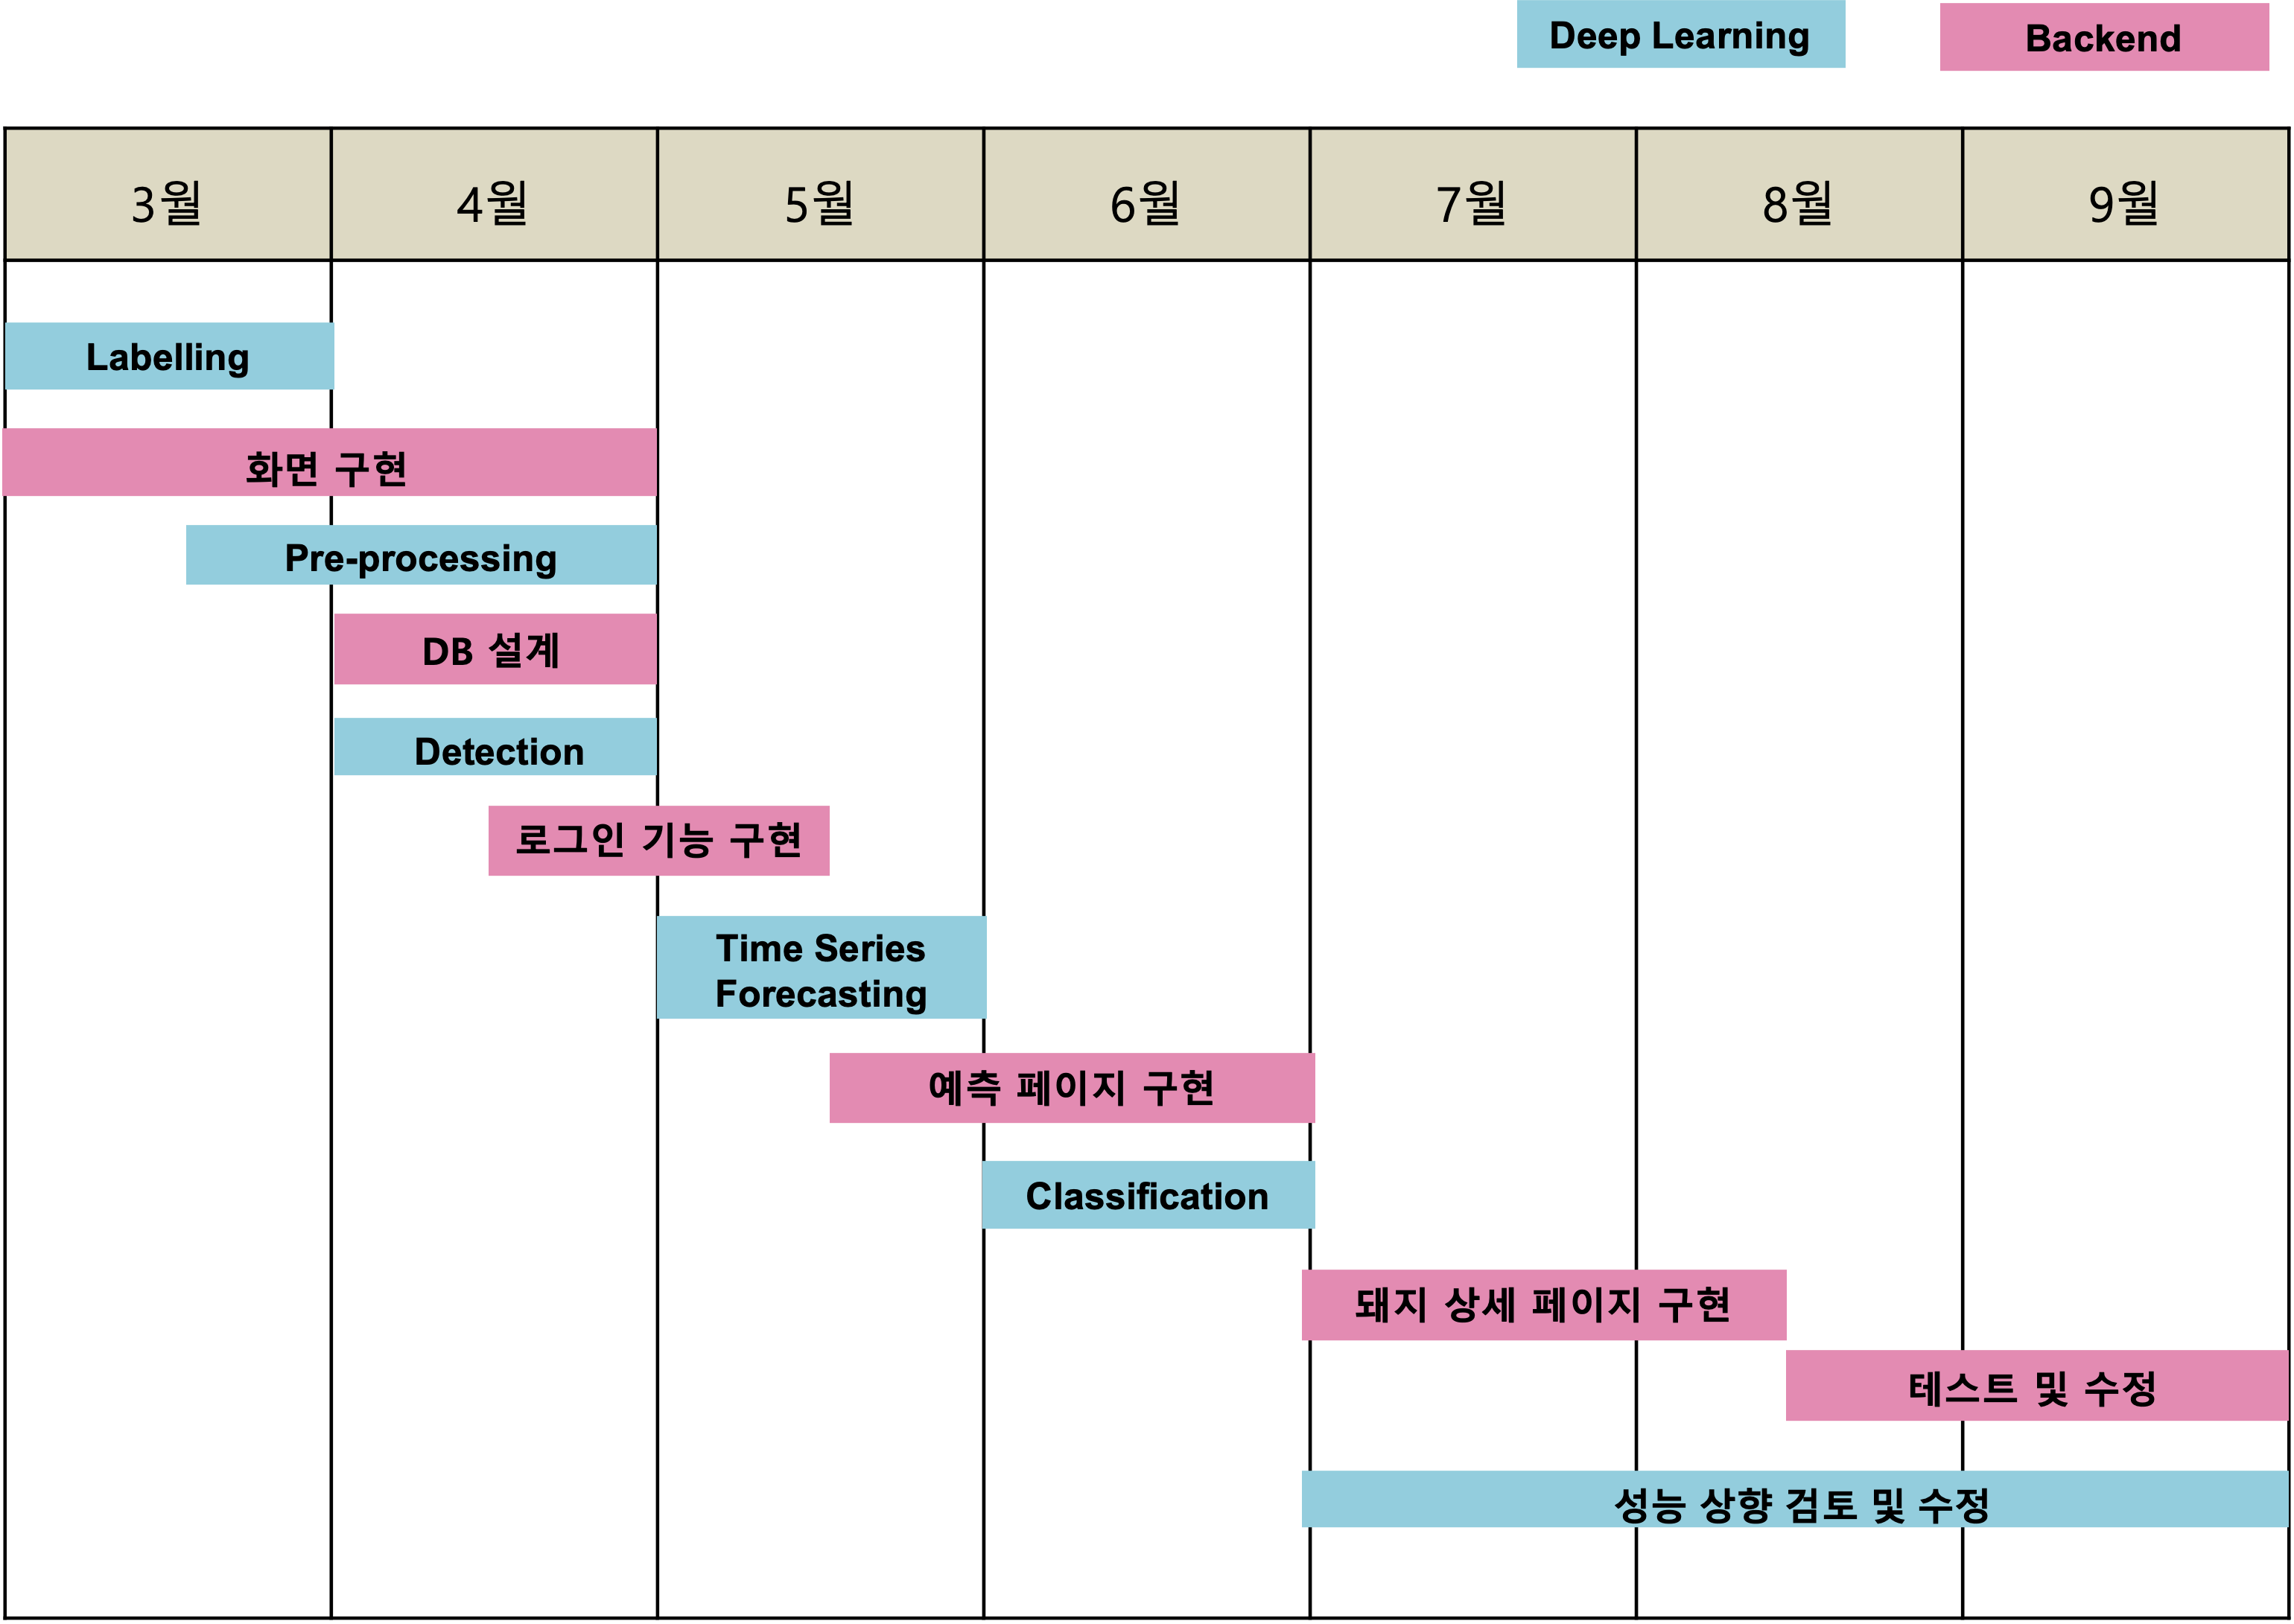 Deep Learning
Backend
3월
4월
5월
6월
7월
8월
9월
Labelling
화면 구현
Pre-processing
DB 설계
Detection
로그인 기능 구현
Time Series
Forecasting
예측 페이지 구현
Classification
돼지 상세 페이지 구현
테스트 및 수정
성능 상향 검토 및 수정